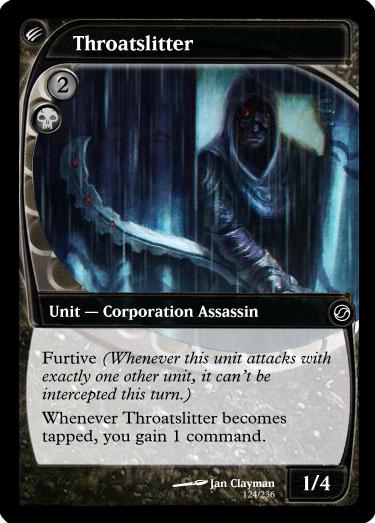 Throatslitter
2
Unit — Corporation Assassin
Furtive (Whenever this unit attacks with
exactly one other unit, it can't be
intercepted this turn.)
Whenever Throatslitter becomes
tapped, you gain 1 command.
Jan Clayman
124/236
1/4